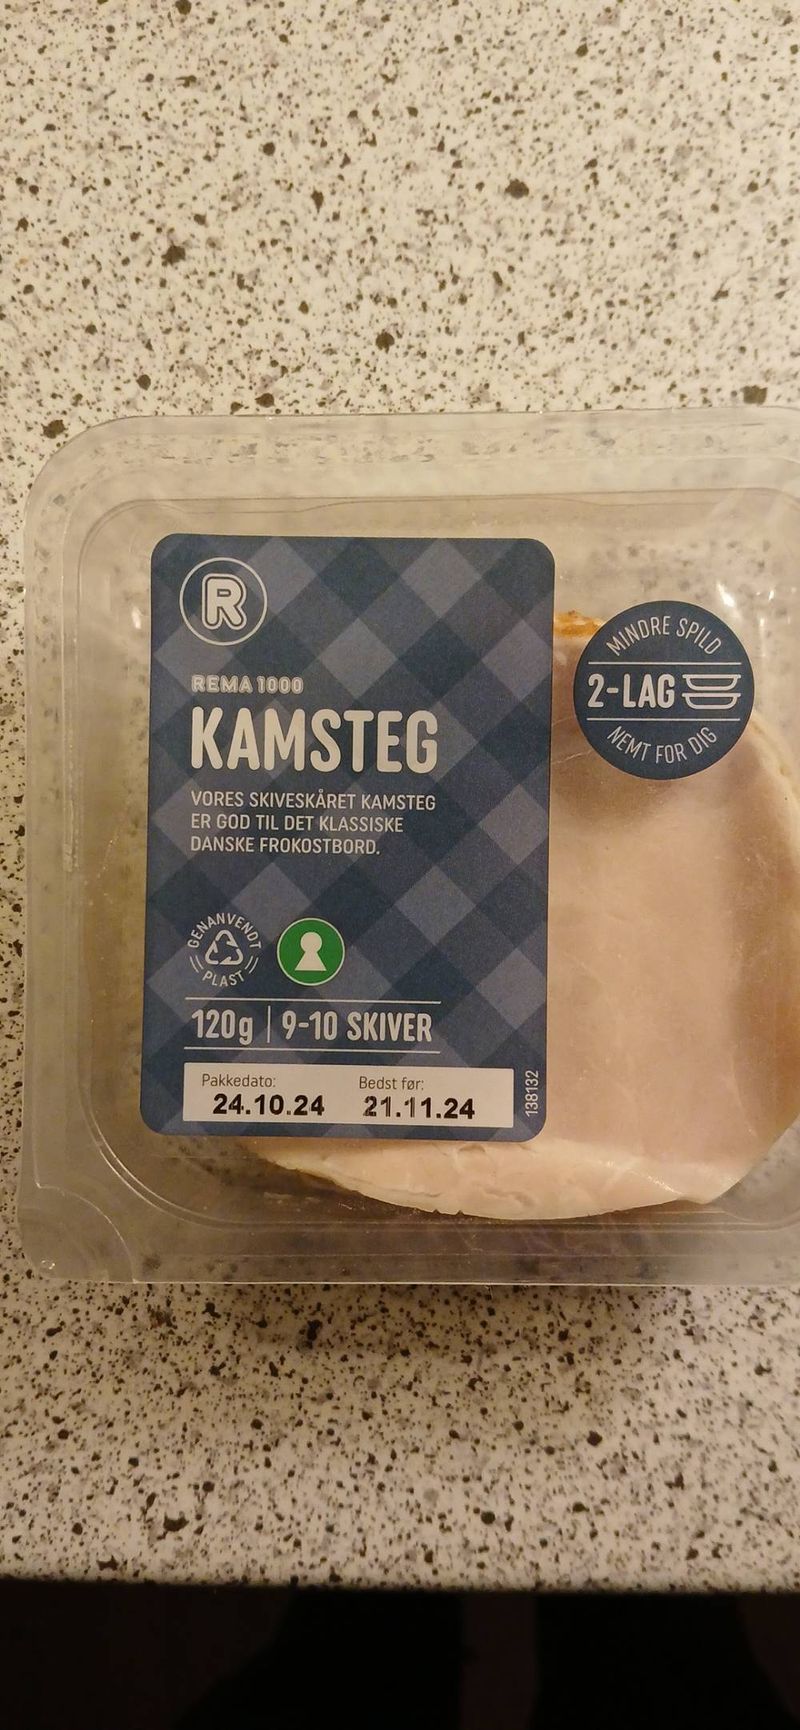 R
REMA 1000
KAMSTEG
VORES SKIVESKÅRET KAMSTEG
ER GOD TIL DET KLASSISKE
DANSKE FROKOSTBORD.
GENANVENDT
PLAST
120g | 9-10 SKIVER
Pakkedato: Bedst før:
24.10.24 21.11.24
138132
MINDRE SPILD
2-LAG
NEMT FOR DIG